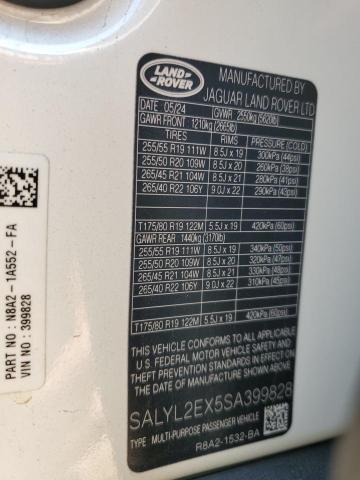 LAND
ROVER
MANUFACTURED BY
JAGUAR LAND ROVER LTD
DATE 05/24 GVWR 2550kg (5620lb)
GAWR FRONT 1210kg (2665lb)
TIRES RIMS PRESSURE (COLD)
255/55 R19 111W 8.5J x 19 300kPa (44psi)
255/50 R20 109W 8.5J x 20 260kPa (38psi)
265/45 R21 104W 8.5J x 21 280kPa (41psi)
265/40 R22 106Y 9.0J x 22 290kPa (43psi)
T175/80 R19 122M 5.5J x 19 420kPa (60psi)
GAWR REAR 1440kg (3170lb)
255/55 R19 111W 8.5J x 19 340kPa (50psi)
255/50 R20 109W 8.5J x 20 320kPa (47psi)
265/45 R21 104W 8.5J x 21 330kPa (48psi)
265/40 R22 106Y 9.0J x 22 310kPa (45psi)
T175/80 R19 122M 5.5J x 19 420kPa (60psi)
THIS VEHICLE CONFORMS TO ALL APPLICABLE
U.S. FEDERAL MOTOR VEHICLE SAFETY AND
THEFT PREVENTION STANDARDS IN EFFECT ON
THE DATE OF MANUFACTURE SHOWN ABOVE
SALYL2EX5SA399828
TYPE MULTI-PURPOSE PASSENGER VEHICLE
R8A2-1532-BA
P/N : N8A2-1A552-FA
VIN NO : 399828